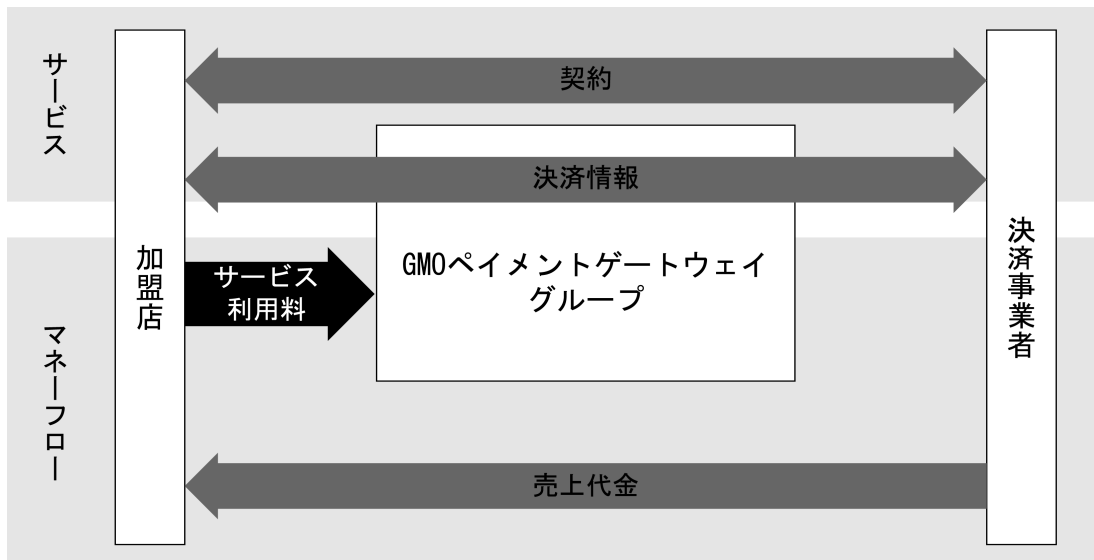 サービス
契約
決済情報
加盟店
サービス
利用料
GMOペイメントゲートウェイ
グループ
決済事業者
マネーフロー
売上代金